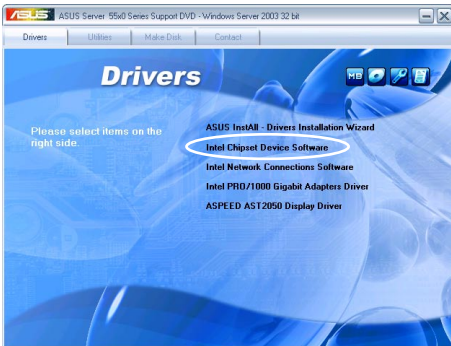 ASUS ASUS Server 55x0 Series Support DVD - Windows Server 2003 32 bit
Drivers Utilities Make Disk Contact
Drivers
MB
Please select items on the right side.
ASUS InstAll - Drivers Installation Wizard
Intel Chipset Device Software
Intel Network Connections Software
Intel PRO/1000 Gigabit Adapters Driver
ASPEED AST2050 Display Driver